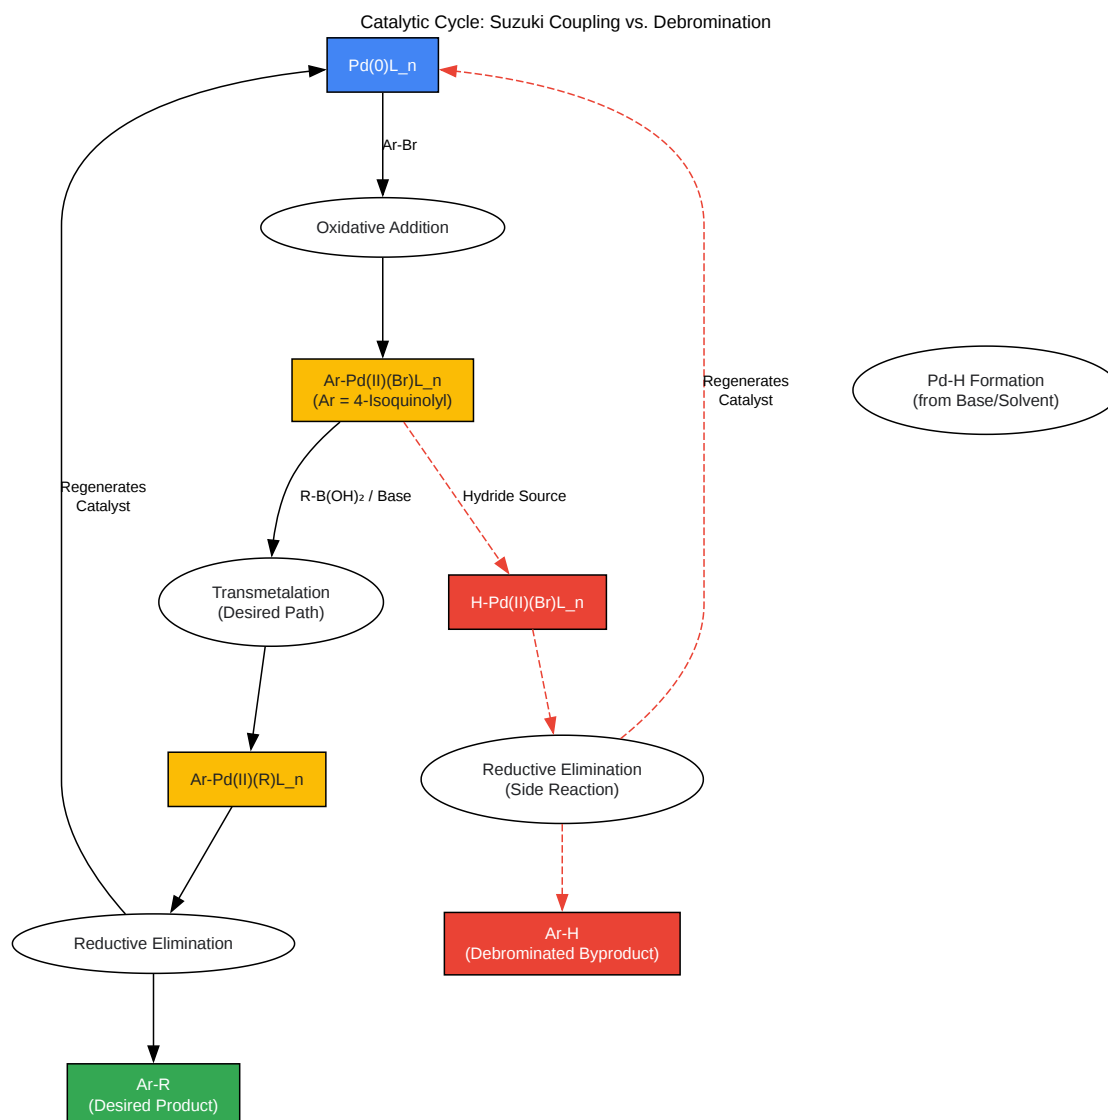 Catalytic Cycle: Suzuki Coupling vs. Debromination
Pd(0)L_n
Ar-Br
Oxidative Addition
Ar-Pd(II)(Br)L_n
(Ar = 4-Isoquinolyl)
Regenerates
Catalyst
Pd-H Formation
(from Base/Solvent)
Regenerates
Catalyst
R-B(OH)₂ / Base
Hydride Source
Transmetalation
(Desired Path)
H-Pd(II)(Br)L_n
Ar-Pd(II)(R)L_n
Reductive Elimination
(Side Reaction)
Reductive Elimination
Ar-H
(Debrominated Byproduct)
Ar-R
(Desired Product)